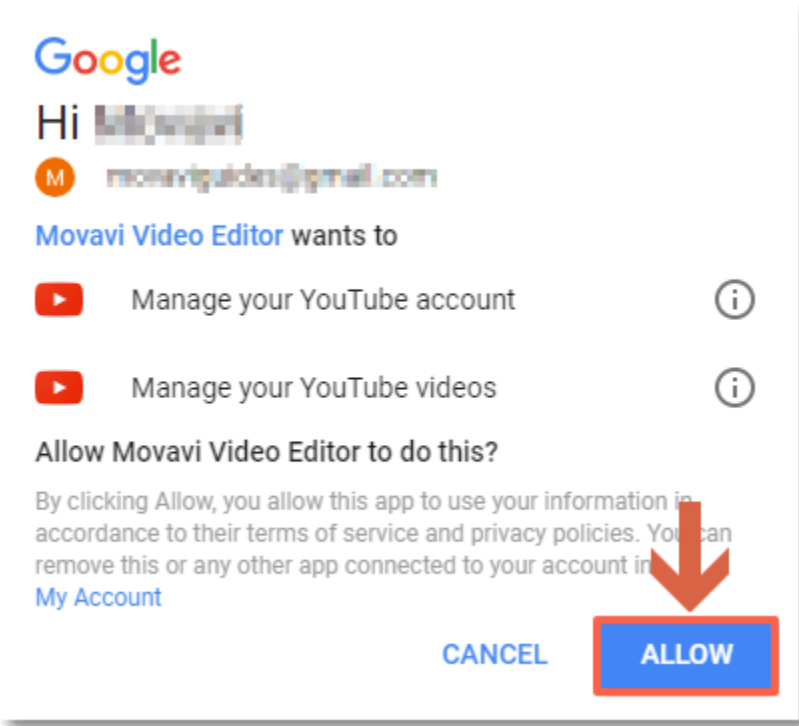 Google
Hi
M
Movavi Video Editor wants to
Manage your YouTube account
Manage your YouTube videos
Allow Movavi Video Editor to do this?
By clicking Allow, you allow this app to use your information in
accordance to their terms of service and privacy policies. You can
remove this or any other app connected to your account in
My Account
CANCEL ALLOW